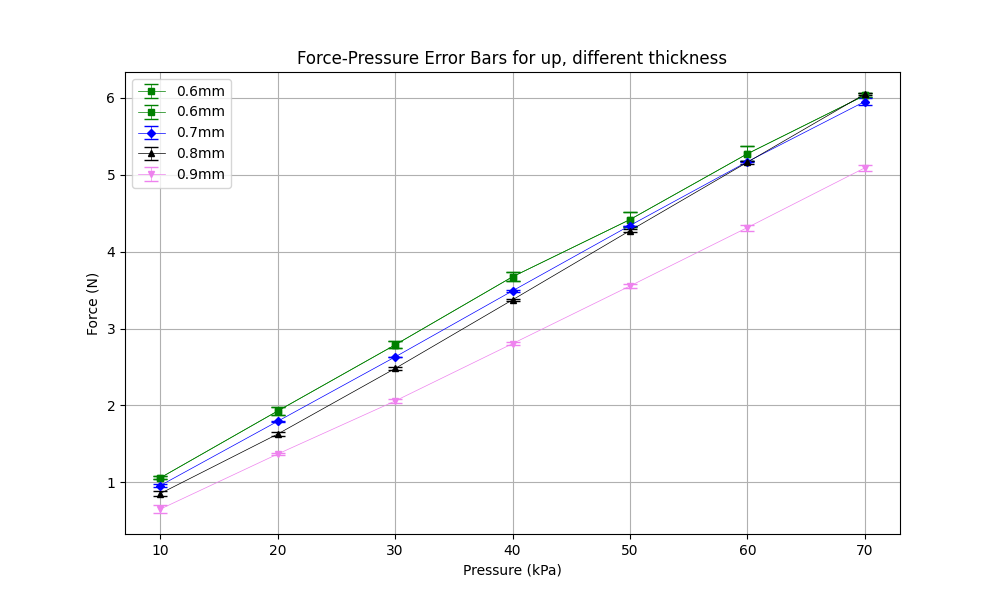 Force-Pressure Error Bars for up, different thickness
0.6mm
0.6mm
0.7mm
0.8mm
0.9mm
6
5
4
3
2
1
Force (N)
10 20 30 40 50 60 70
Pressure (kPa)